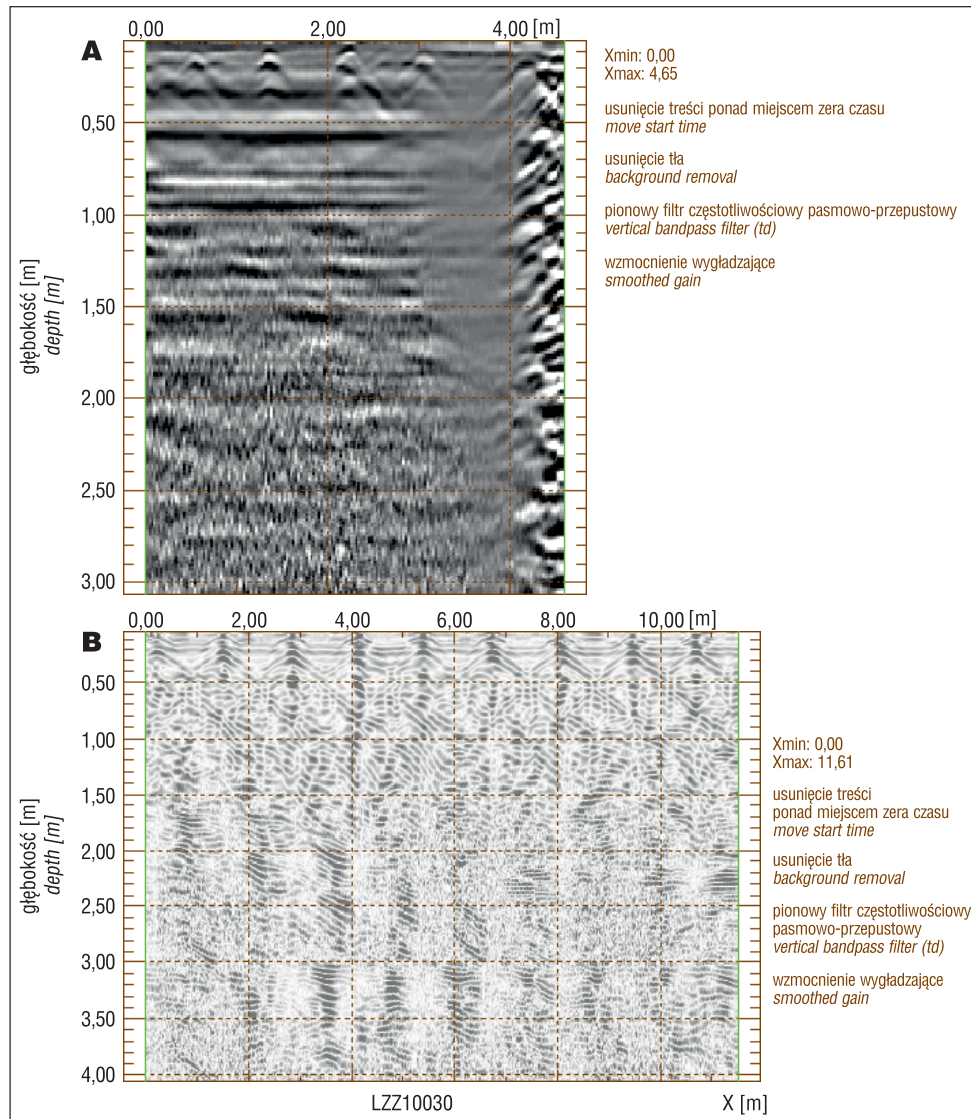 0,00 2,00 4,00 [m]
A
Xmin: 0,00
Xmax: 4,65
usunięcie treści ponad miejscem zera czasu
move start time
usunięcie tła
background removal
pionowy filtr częstotliwościowy pasmowo-przepustowy
vertical bandpass filter (td)
wzmocnienie wygładzające
smoothed gain
0,50
1,00
1,50
2,00
2,50
3,00
głębokość [m]
depth [m]
0,00 2,00 4,00 6,00 8,00 10,00 [m]
B
0,50
1,00
1,50
2,00
2,50
3,00
3,50
4,00
głębokość [m]
depth [m]
Xmin: 0,00
Xmax: 11,61
usunięcie treści
ponad miejscem zera czasu
move start time
usunięcie tła
background removal
pionowy filtr częstotliwościowy
pasmowo-przepustowy
vertical bandpass filter (td)
wzmocnienie wygładzające
smoothed gain
LZZ10030 X [m]